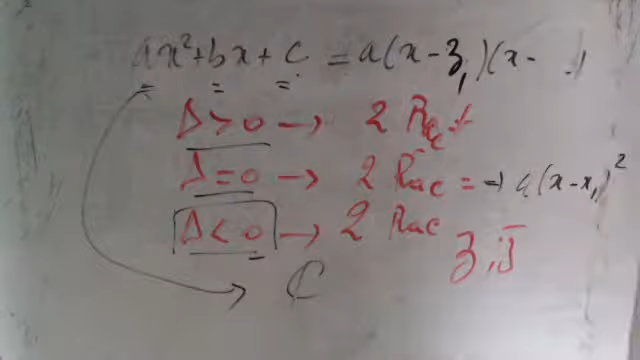 ax²+bx+c = a(x-z₁)(x-
Δ>0 → 2 Rac ≠
Δ=0 → 2 Rac = → a(x-x₁)²
Δ<0 → 2 Rac
z, z̄
ℂ